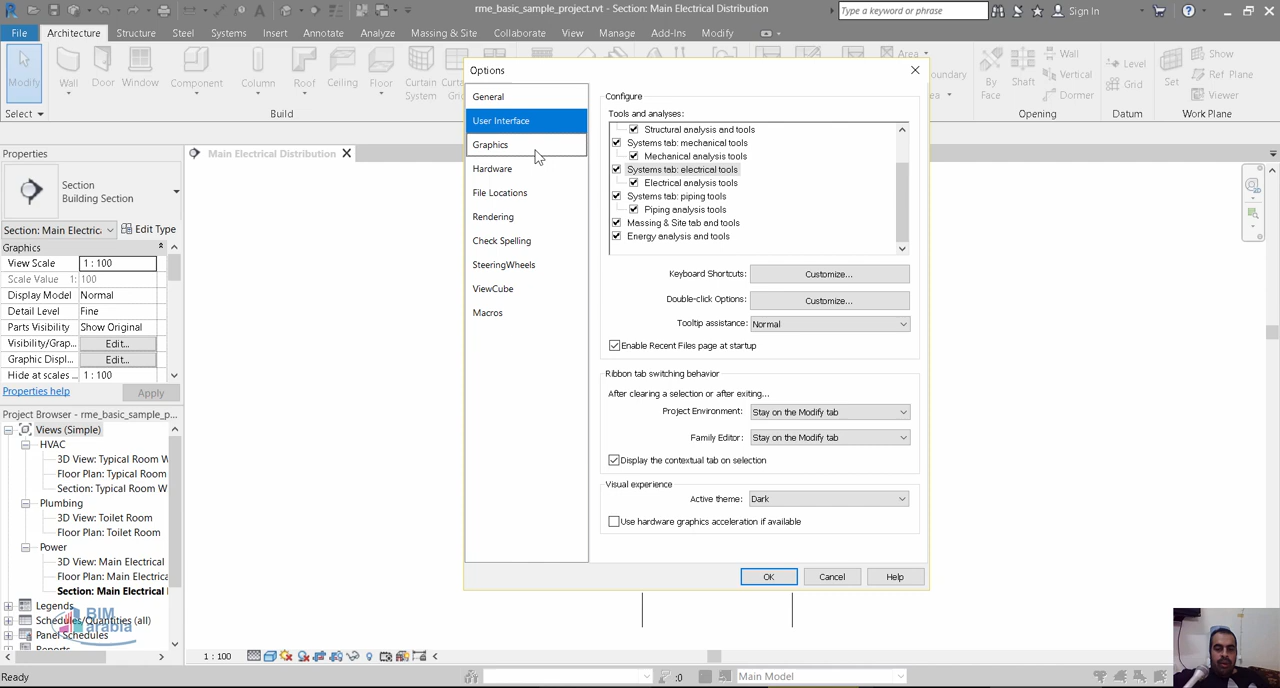 rme_basic_sample_project.rvt - Section: Main Electrical Distribution
Type a keyword or phrase
Sign In
File
Architecture
Structure
Steel
Systems
Insert
Annotate
Analyze
Massing & Site
Collaborate
View
Manage
Add-Ins
Modify
Modify
Wall
Door
Window
Component
Column
Roof
Ceiling
Curtain System
Floor
Area
By Face
Shaft
Wall
Vertical
Dormer
Level
Grid
Set
Show
Ref Plane
Viewer
Select
Build
Opening
Datum
Work Plane
Properties
Section
Building Section
Section: Main Electric
Edit Type
Graphics
View Scale
1 : 100
Scale Value 1:
100
Display Model
Normal
Detail Level
Fine
Parts Visibility
Show Original
Visibility/Grap...
Edit...
Graphic Displ...
Edit...
Hide at scales ...
1 : 100
Properties help
Apply
Project Browser - rme_basic_sample_p...
Views (Simple)
HVAC
3D View: Typical Room W
Floor Plan: Typical Room
Section: Typical Room W
Plumbing
3D View: Toilet Room
Floor Plan: Toilet Room
Power
3D View: Main Electrical
Floor Plan: Main Electrica
Section: Main Electrical
Legends
Schedules/Quantities (all)
Panel Schedules
BIM
arabia
Main Electrical Distribution
Options
General
User Interface
Graphics
Hardware
File Locations
Rendering
Check Spelling
SteeringWheels
ViewCube
Macros
Configure
Tools and analyses:
Structural analysis and tools
Systems tab: mechanical tools
Mechanical analysis tools
Systems tab: electrical tools
Electrical analysis tools
Systems tab: piping tools
Piping analysis tools
Massing & Site tab and tools
Energy analysis and tools
Keyboard Shortcuts:
Customize...
Double-click Options:
Customize...
Tooltip assistance:
Normal
Enable Recent Files page at startup
Ribbon tab switching behavior
After clearing a selection or after exiting...
Project Environment:
Stay on the Modify tab
Family Editor:
Stay on the Modify tab
Display the contextual tab on selection
Visual experience
Active theme:
Dark
Use hardware graphics acceleration if available
OK
Cancel
Help
1 : 100
Ready
:0
Main Model